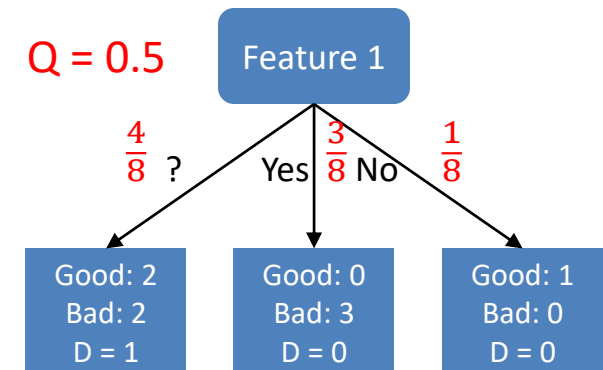 Q = 0.5
Feature 1
4/8 ? Yes 3/8 No 1/8
Good: 2
Bad: 2
D = 1
Good: 0
Bad: 3
D = 0
Good: 1
Bad: 0
D = 0